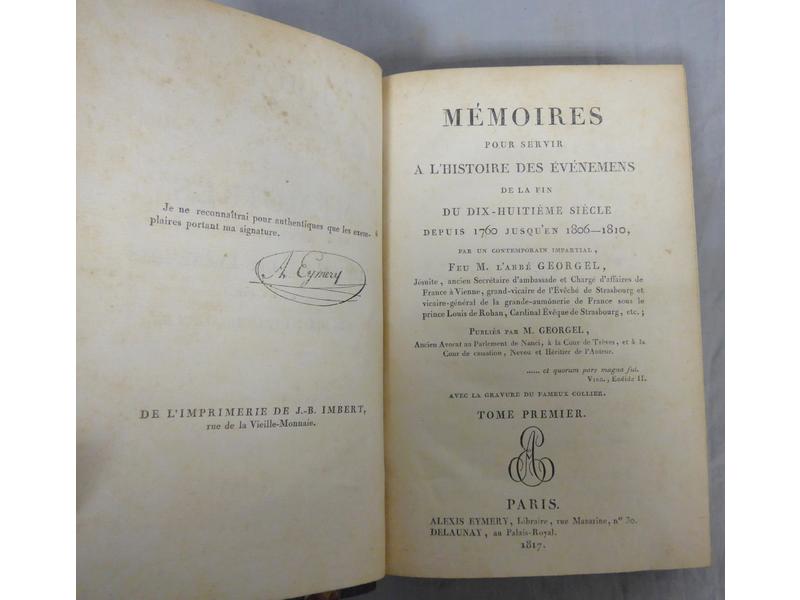 Je ne reconnaîtrai pour authentiques que les exem-
plaires portant ma signature.
A. Eymery
DE L'IMPRIMERIE DE J.-B. IMBERT,
rue de la Vieille-Monnaie.
MÉMOIRES
POUR SERVIR
A L'HISTOIRE DES ÉVÉNEMENS
DE LA FIN
DU DIX-HUITIÈME SIÈCLE
DEPUIS 1760 JUSQU'EN 1806—1810,
PAR UN CONTEMPORAIN IMPARTIAL,
FEU M. L'ABBÉ GEORGEL,
Jésuite, ancien Secrétaire d'ambassade et Chargé d'affaires de
France à Vienne, grand-vicaire de l'Evêché de Strasbourg et
vicaire-général de la grande-aumônerie de France sous le
prince Louis de Rohan, Cardinal Évêque de Strasbourg, etc.;
PUBLIÉS PAR M. GEORGEL,
Ancien Avocat au Parlement de Nanci, à la Cour de Trèves, et à la
Cour de cassation, Neveu et Héritier de l'Auteur.
...... et quorum pars magna fui.
VIRG., Enéide II.
AVEC LA GRAVURE DU FAMEUX COLLIER.
TOME PREMIER.
PARIS.
ALEXIS EYMERY, Libraire, rue Mazarine, n° 30.
DELAUNAY, au Palais-Royal.
1817.